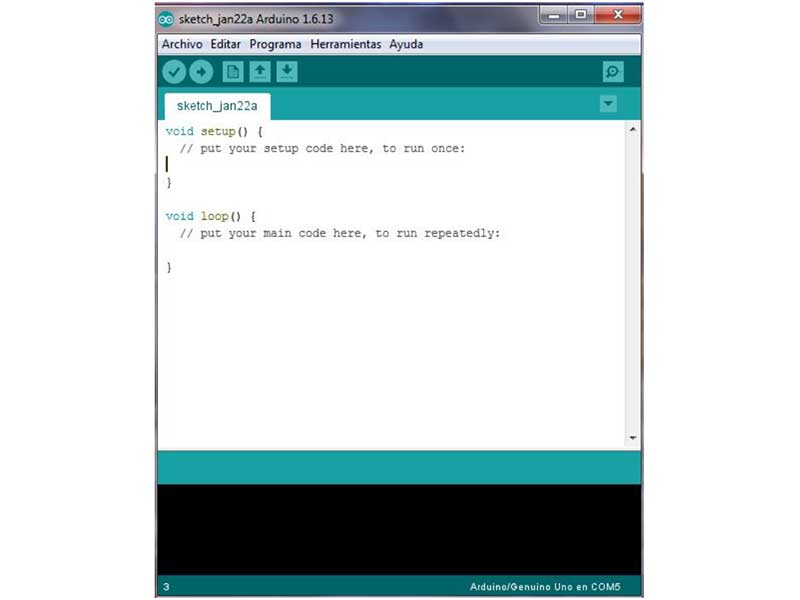 sketch_jan22a Arduino 1.6.13
Archivo Editar Programa Herramientas Ayuda
sketch_jan22a
void setup() {
  // put your setup code here, to run once:

}

void loop() {
  // put your main code here, to run repeatedly:

}
3 Arduino/Genuino Uno en COM5